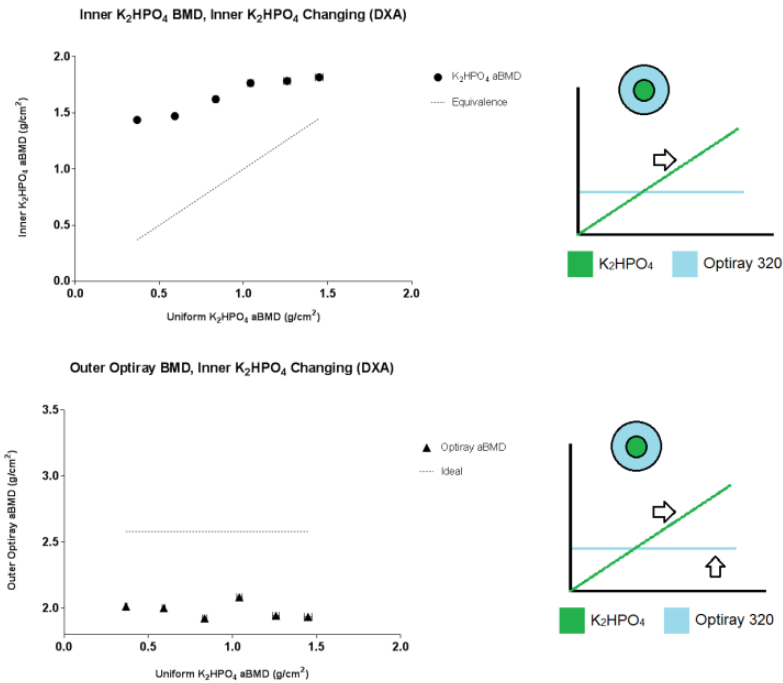 Inner K₂HPO₄ BMD, Inner K₂HPO₄ Changing (DXA)
2.0
1.5
1.0
0.5
0.0
Inner K₂HPO₄ aBMD (g/cm²)
0.0 0.5 1.0 1.5 2.0
Uniform K₂HPO₄ aBMD (g/cm²)
K₂HPO₄ aBMD
Equivalence
K₂HPO₄ Optiray 320
Outer Optiray BMD, Inner K₂HPO₄ Changing (DXA)
3.5
3.0
2.5
2.0
Outer Optiray aBMD (g/cm²)
0.0 0.5 1.0 1.5 2.0
Uniform K₂HPO₄ aBMD (g/cm²)
Optiray aBMD
Ideal
K₂HPO₄ Optiray 320